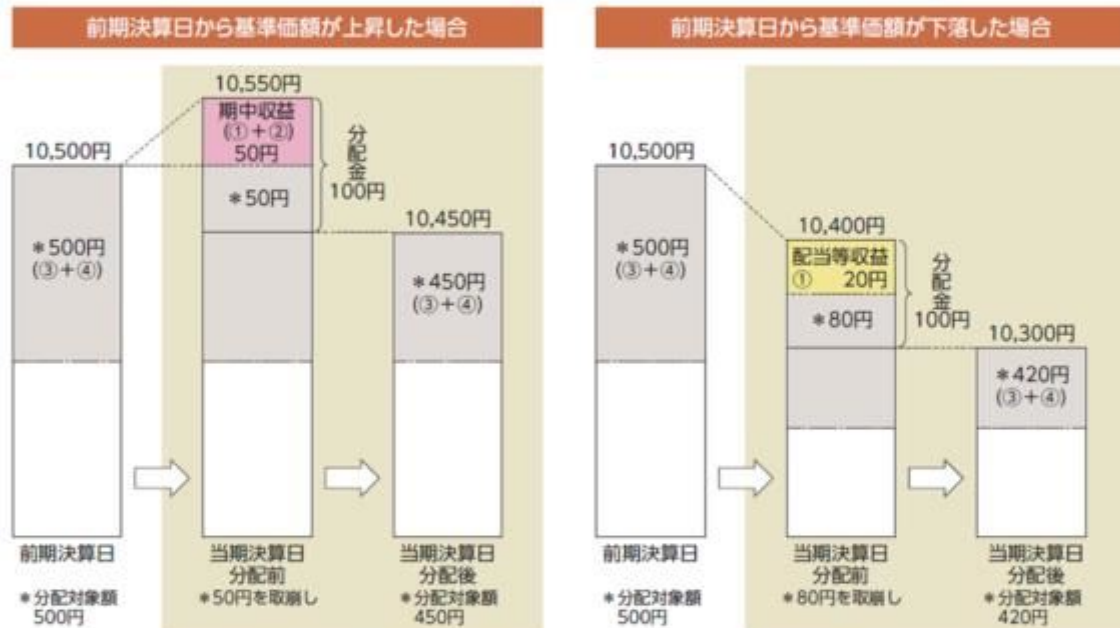 前期決算日から基準価額が上昇した場合
10,550円
期中収益
(①+②)
50円
10,500円
*50円
分配金
100円
10,450円
*500円
(③+④)
*450円
(③+④)
前期決算日
当期決算日
分配前
当期決算日
分配後
*分配対象額
500円
*50円を取崩し
*分配対象額
450円
前期決算日から基準価額が下落した場合
10,500円
10,400円
配当等収益
① 20円
*80円
分配金
100円
10,300円
*500円
(③+④)
*420円
(③+④)
前期決算日
当期決算日
分配前
当期決算日
分配後
*分配対象額
500円
*80円を取崩し
*分配対象額
420円